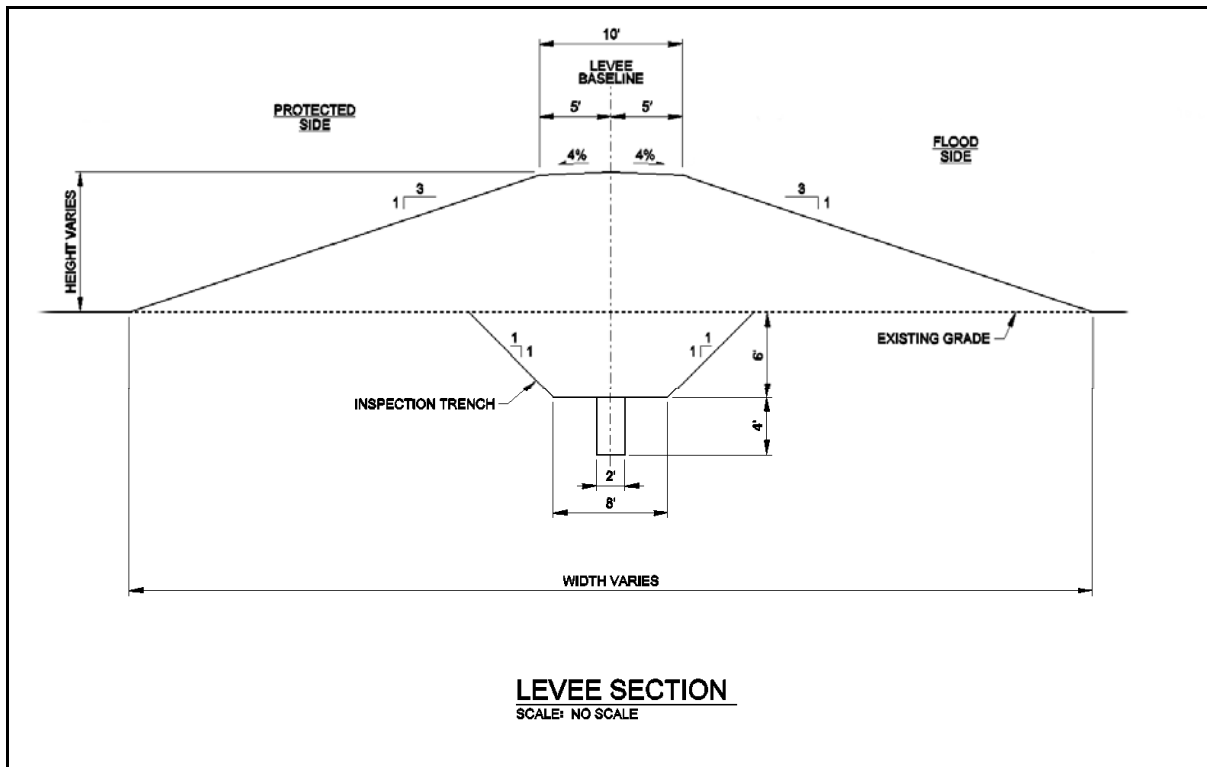 10'
LEVEE
BASELINE
5' 5'
PROTECTED
SIDE
FLOOD
SIDE
4% 4%
3
1
3
1
HEIGHT VARIES
EXISTING GRADE
1
1
1
1
6'
INSPECTION TRENCH
4'
2'
8'
WIDTH VARIES
LEVEE SECTION
SCALE: NO SCALE